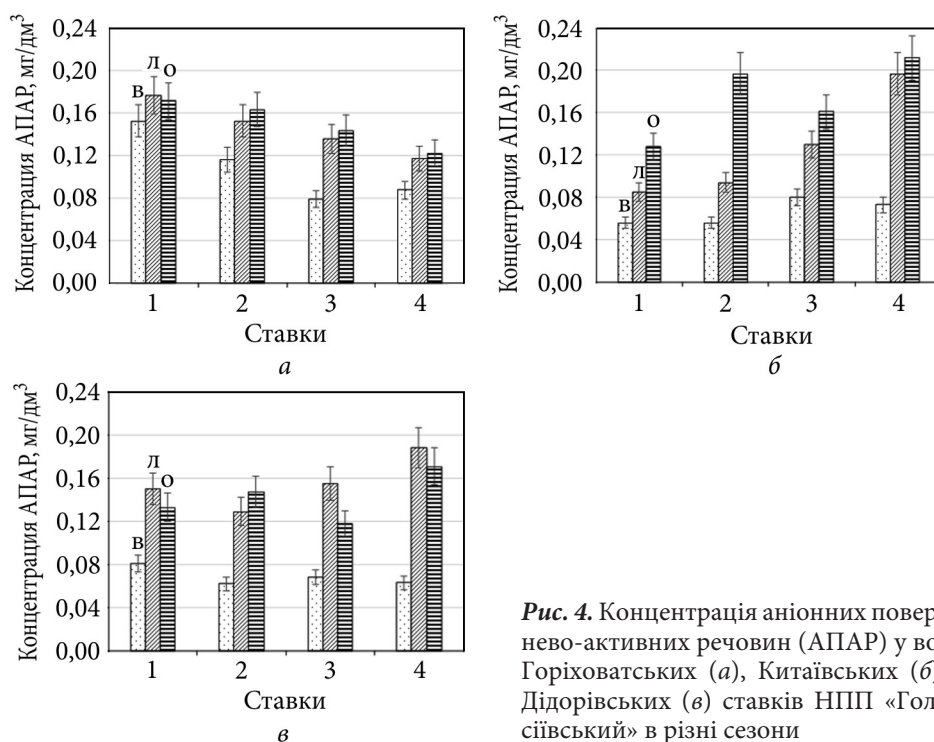 Концентрация АПАР, мг/дм³
0,24
0,20
0,16
0,12
0,08
0,04
0,00
в
л
о
1 2 3 4
Ставки
а
Концентрация АПАР, мг/дм³
0,24
0,20
0,16
0,12
0,08
0,04
0,00
в
л
о
1 2 3 4
Ставки
б
Концентрация АПАР, мг/дм³
0,24
0,20
0,16
0,12
0,08
0,04
0,00
в
л
о
1 2 3 4
Ставки
в
Рис. 4. Концентрація аніонних повер
нево-активних речовин (АПАР) у во
Горіховатських (а), Китаївських (б)
Дідорівських (в) ставків НПП «Гол
сіївський» в різні сезони